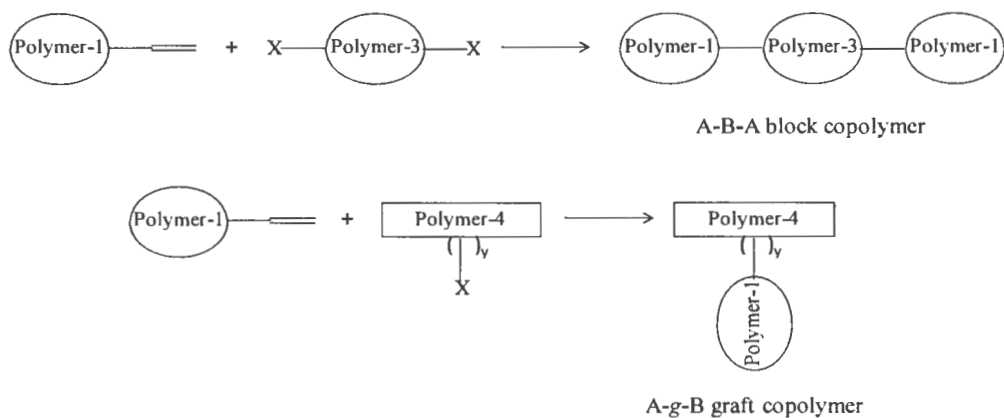 Polymer-1 + X Polymer-3 X Polymer-1 Polymer-3 Polymer-1
A-B-A block copolymer
Polymer-1 + Polymer-4 Polymer-4
( )y ( )y
X Polymer-1
A-g-B graft copolymer